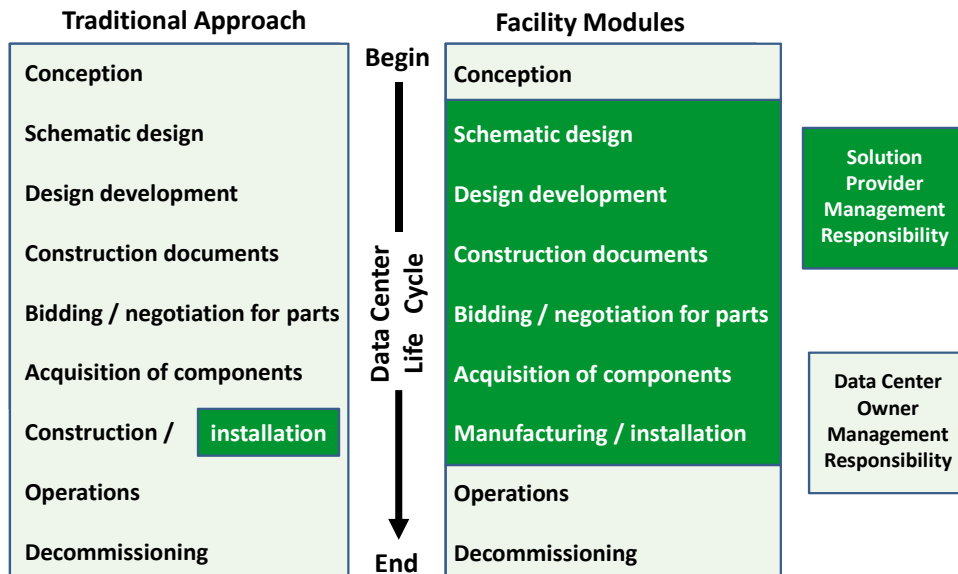 Traditional Approach
Conception
Schematic design
Design development
Construction documents
Bidding / negotiation for parts
Acquisition of components
Construction / installation
Operations
Decommissioning
Begin
Data Center
Life Cycle
End
Facility Modules
Conception
Schematic design
Design development
Construction documents
Bidding / negotiation for parts
Acquisition of components
Manufacturing / installation
Operations
Decommissioning
Solution
Provider
Management
Responsibility
Data Center
Owner
Management
Responsibility